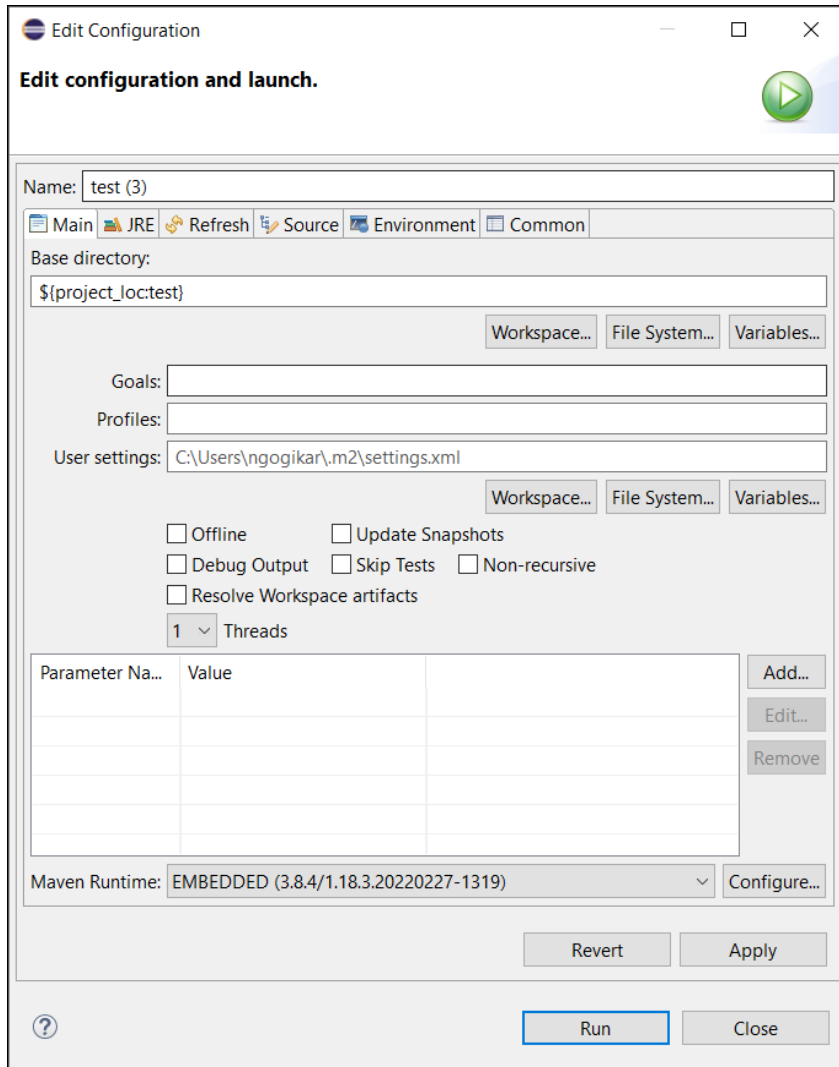 Edit Configuration
Edit configuration and launch.
Name: test (3)
Main JRE Refresh Source Environment Common
Base directory:
${project_loc:test}
Workspace... File System... Variables...
Goals:
Profiles:
User settings: C:\Users\ngogikar\.m2\settings.xml
Workspace... File System... Variables...
Offline Update Snapshots
Debug Output Skip Tests Non-recursive
Resolve Workspace artifacts
1 Threads
Parameter Na... Value Add...
Edit...
Remove
Maven Runtime: EMBEDDED (3.8.4/1.18.3.20220227-1319) Configure...
Revert Apply
? Run Close